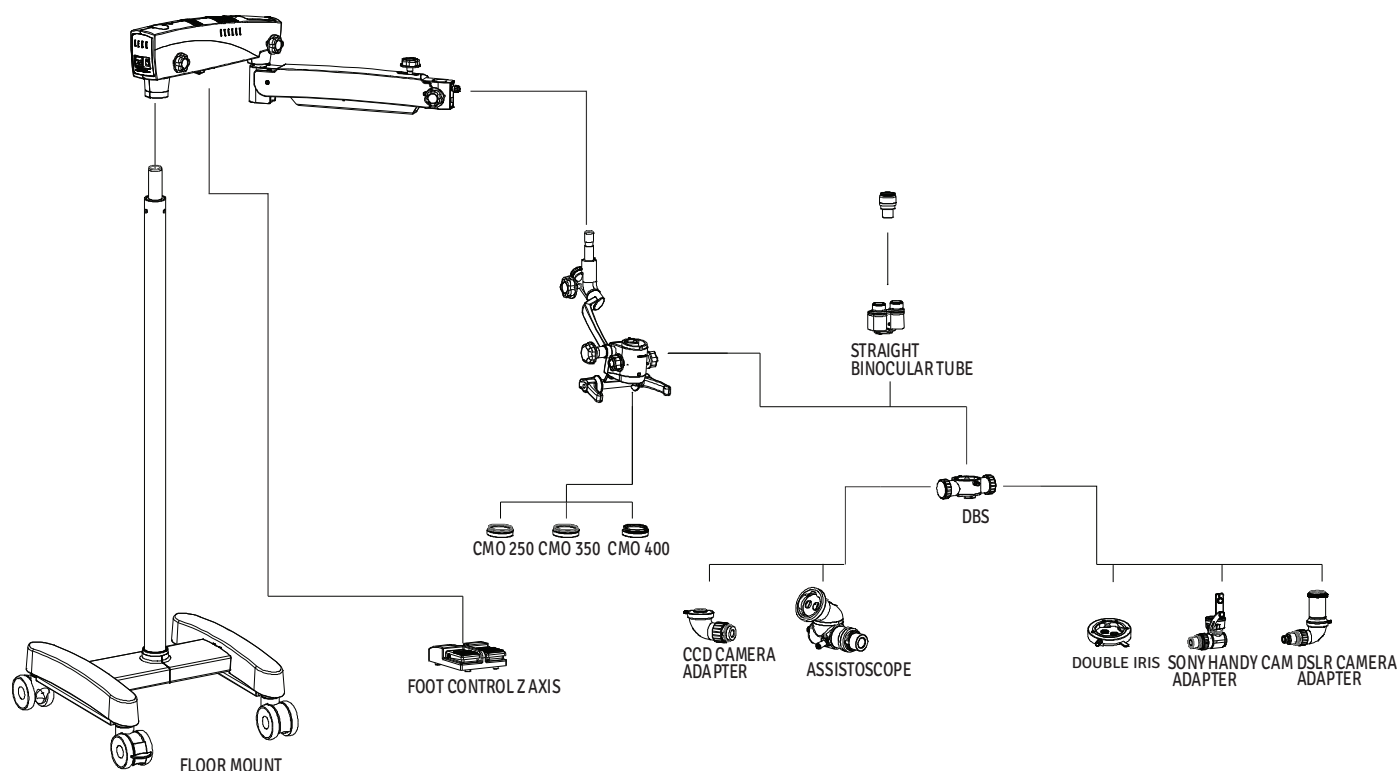 STRAIGHT
BINOCULAR TUBE
DBS
CMO 250 CMO 350 CMO 400
CCD CAMERA
ADAPTER
ASSISTOSCOPE
DOUBLE IRIS
SONY HANDY CAM
ADAPTER
DSLR CAMERA
ADAPTER
FOOT CONTROL Z AXIS
FLOOR MOUNT